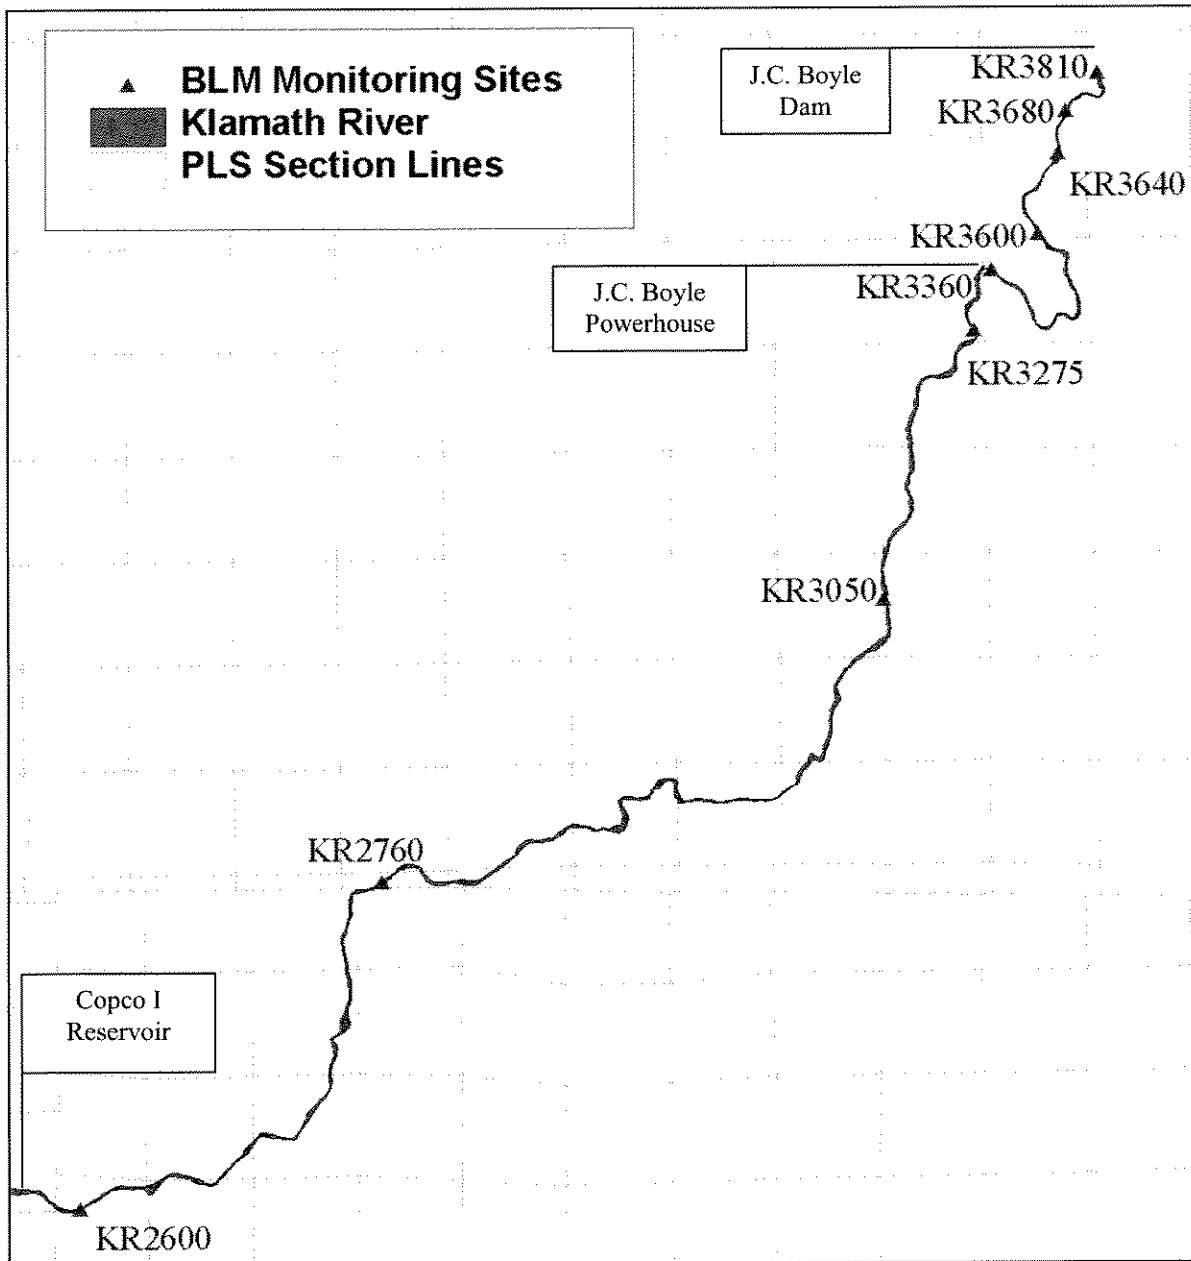 BLM Monitoring Sites
Klamath River
PLS Section Lines
J.C. Boyle
Dam
KR3810
KR3680
KR3640
KR3600
J.C. Boyle
Powerhouse
KR3360
KR3275
KR3050
KR2760
Copco I
Reservoir
KR2600